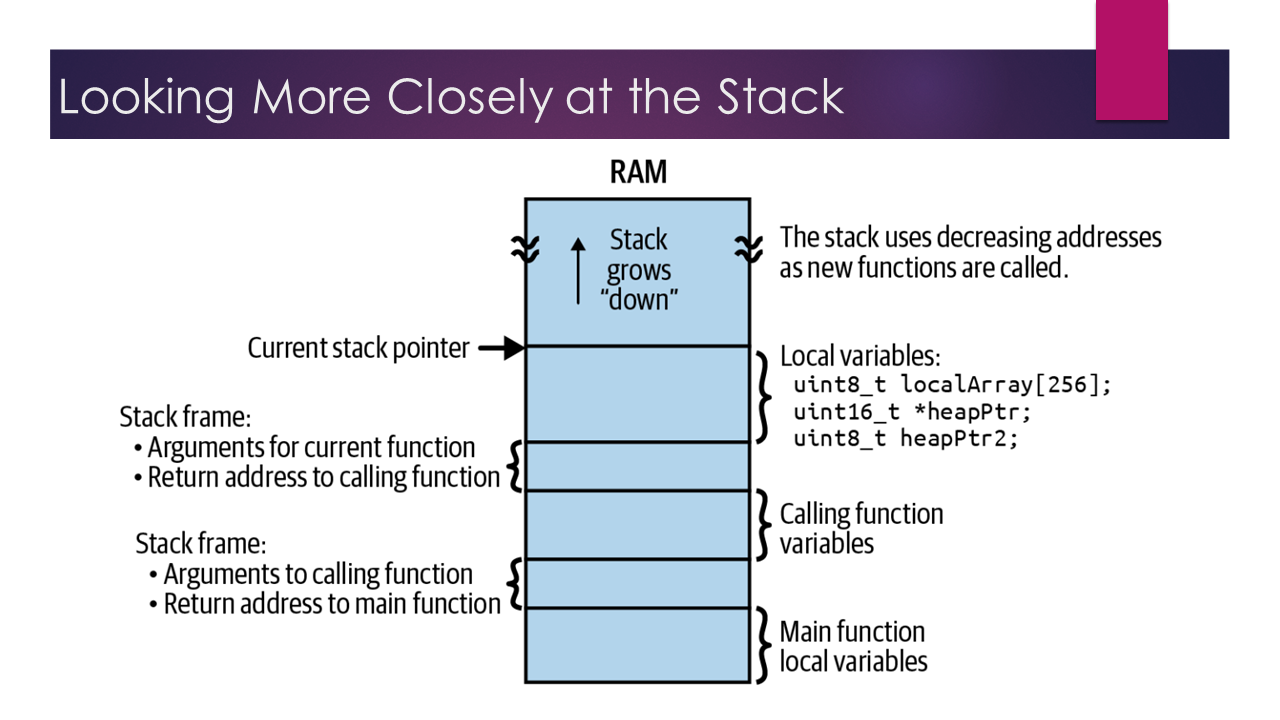 Looking More Closely at the Stack
RAM
Stack
grows
“down”
The stack uses decreasing addresses
as new functions are called.
Current stack pointer
Local variables:
uint8_t localArray[256];
uint16_t *heapPtr;
uint8_t heapPtr2;
Stack frame:
• Arguments for current function
• Return address to calling function
Calling function
variables
Stack frame:
• Arguments to calling function
• Return address to main function
Main function
local variables